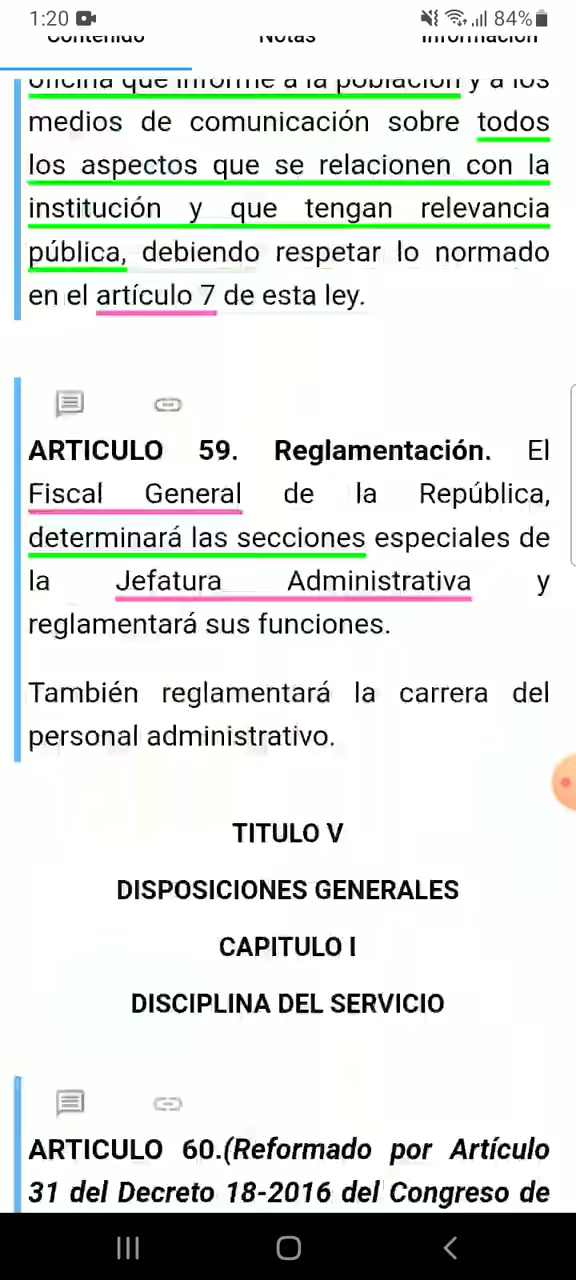 1:20 84%
Contenido Notas Información
oficina que informe a la población y a los
medios de comunicación sobre todos
los aspectos que se relacionen con la
institución y que tengan relevancia
pública, debiendo respetar lo normado
en el artículo 7 de esta ley.
ARTICULO 59. Reglamentación. El
Fiscal General de la República,
determinará las secciones especiales de
la Jefatura Administrativa y
reglamentará sus funciones.
También reglamentará la carrera del
personal administrativo.
TITULO V
DISPOSICIONES GENERALES
CAPITULO I
DISCIPLINA DEL SERVICIO
ARTICULO 60.(Reformado por Artículo
31 del Decreto 18-2016 del Congreso de